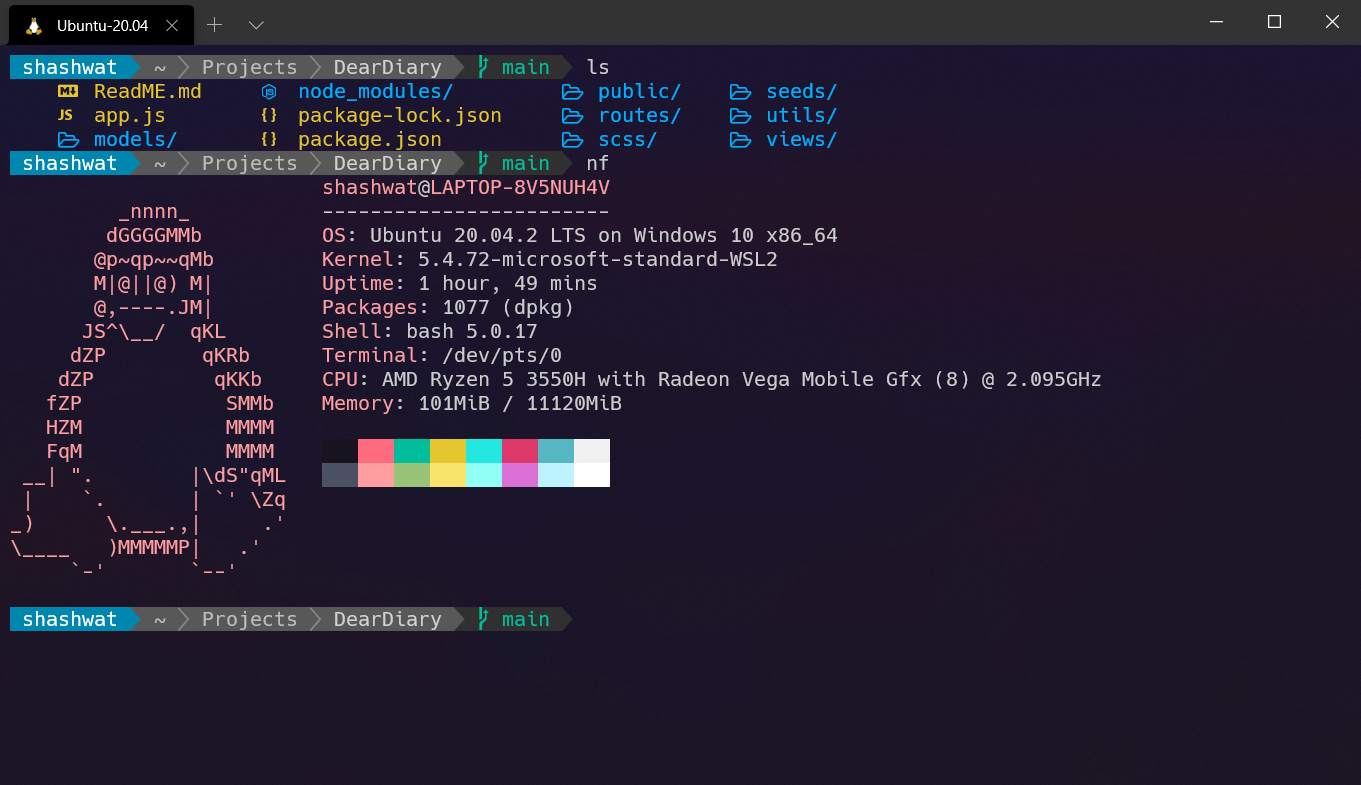 Ubuntu-20.04
shashwat ~ Projects DearDiary main ls
ReadME.md node_modules/ public/ seeds/
JS app.js {} package-lock.json routes/ utils/
models/ {} package.json scss/ views/
shashwat ~ Projects DearDiary main nf
shashwat@LAPTOP-8V5NUH4V
_nnnn_ ------------------------
dGGGGMMb OS: Ubuntu 20.04.2 LTS on Windows 10 x86_64
@p~qp~~qMb Kernel: 5.4.72-microsoft-standard-WSL2
M|@||@) M| Uptime: 1 hour, 49 mins
@,----.JM| Packages: 1077 (dpkg)
JS^\__/  qKL Shell: bash 5.0.17
dZP        qKRb Terminal: /dev/pts/0
dZP          qKKb CPU: AMD Ryzen 5 3550H with Radeon Vega Mobile Gfx (8) @ 2.095GHz
fZP            SMMb Memory: 101MiB / 11120MiB
HZM            MMMM
FqM            MMMM
__| ".        |\dS"qML
|    `.       | `' \Zq
_)      \.___.,|     .'
\____   )MMMMMP|   .'
`-'       `--'
shashwat ~ Projects DearDiary main